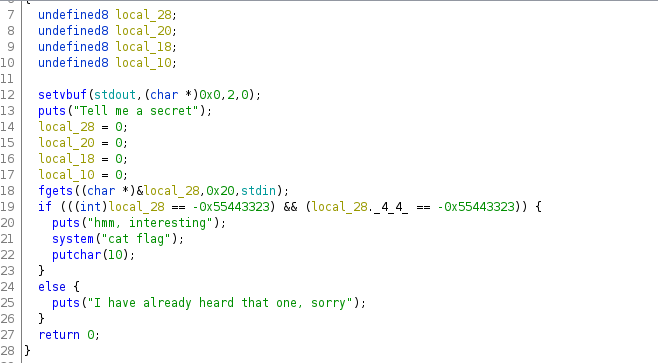 {
7 undefined8 local_28;
8 undefined8 local_20;
9 undefined8 local_18;
10 undefined8 local_10;
11
12 setvbuf(stdout,(char *)0x0,2,0);
13 puts("Tell me a secret");
14 local_28 = 0;
15 local_20 = 0;
16 local_18 = 0;
17 local_10 = 0;
18 fgets((char *)&local_28,0x20,stdin);
19 if (((int)local_28 == -0x55443323) && (local_28._4_4_ == -0x55443323)) {
20 puts("hmm, interesting");
21 system("cat flag");
22 putchar(10);
23 }
24 else {
25 puts("I have already heard that one, sorry");
26 }
27 return 0;
28 }